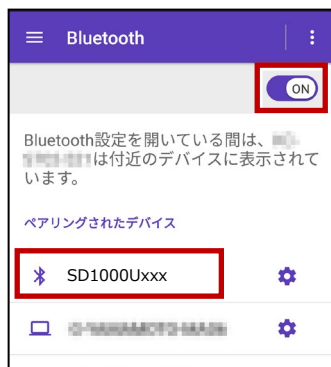 Bluetooth
ON
Bluetooth設定を開いている間は、
は付近のデバイスに表示されて
います。
ペアリングされたデバイス
SD1000Uxxx